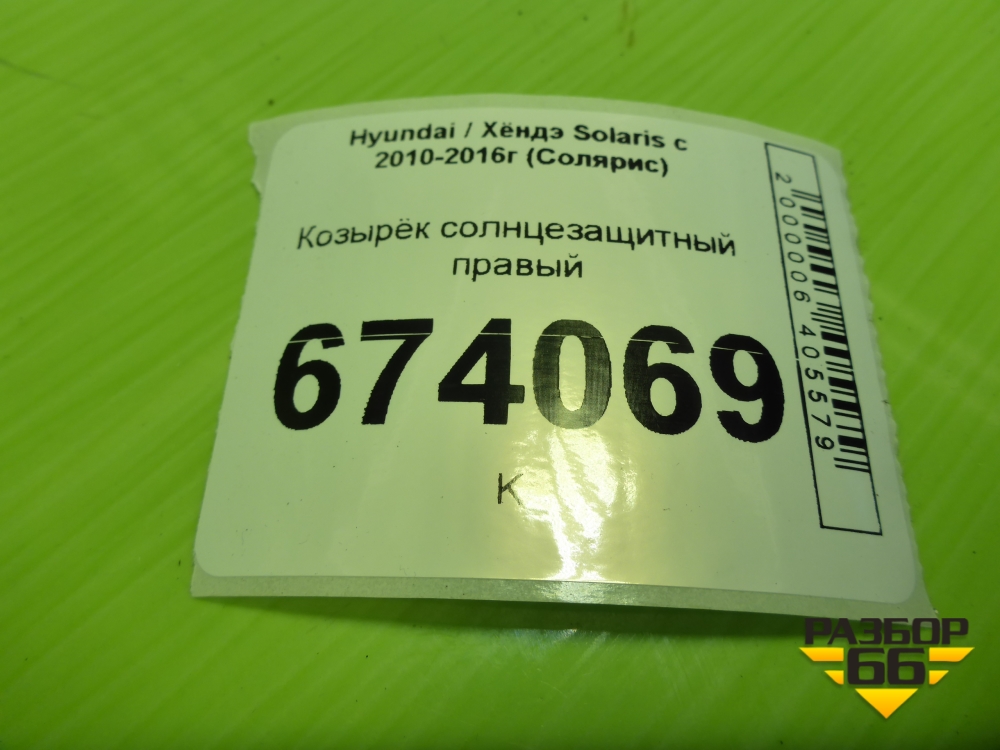 Hyundai / Хёндэ Solaris с
2010-2016г (Солярис)
Козырёк солнцезащитный
правый
674069
К
2000006405579
РАЗБОР
66